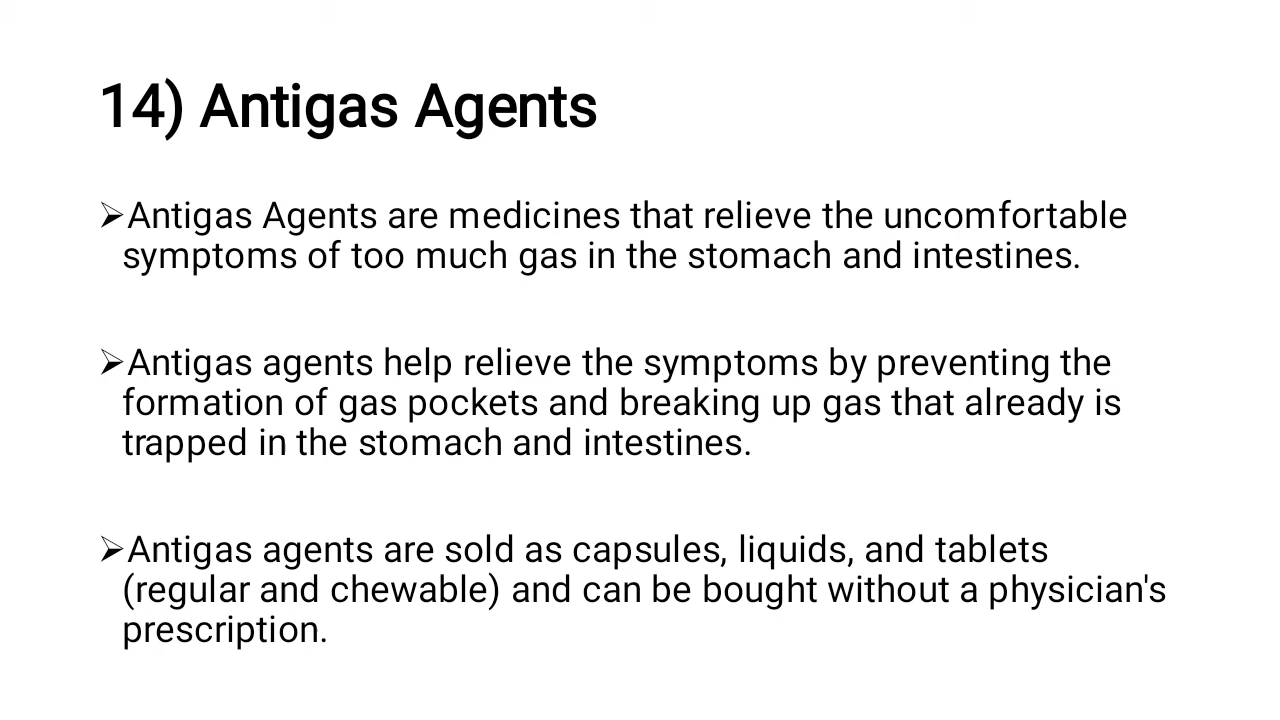 14) Antigas Agents
➢Antigas Agents are medicines that relieve the uncomfortable
symptoms of too much gas in the stomach and intestines.
➢Antigas agents help relieve the symptoms by preventing the
formation of gas pockets and breaking up gas that already is
trapped in the stomach and intestines.
➢Antigas agents are sold as capsules, liquids, and tablets
(regular and chewable) and can be bought without a physician's
prescription.